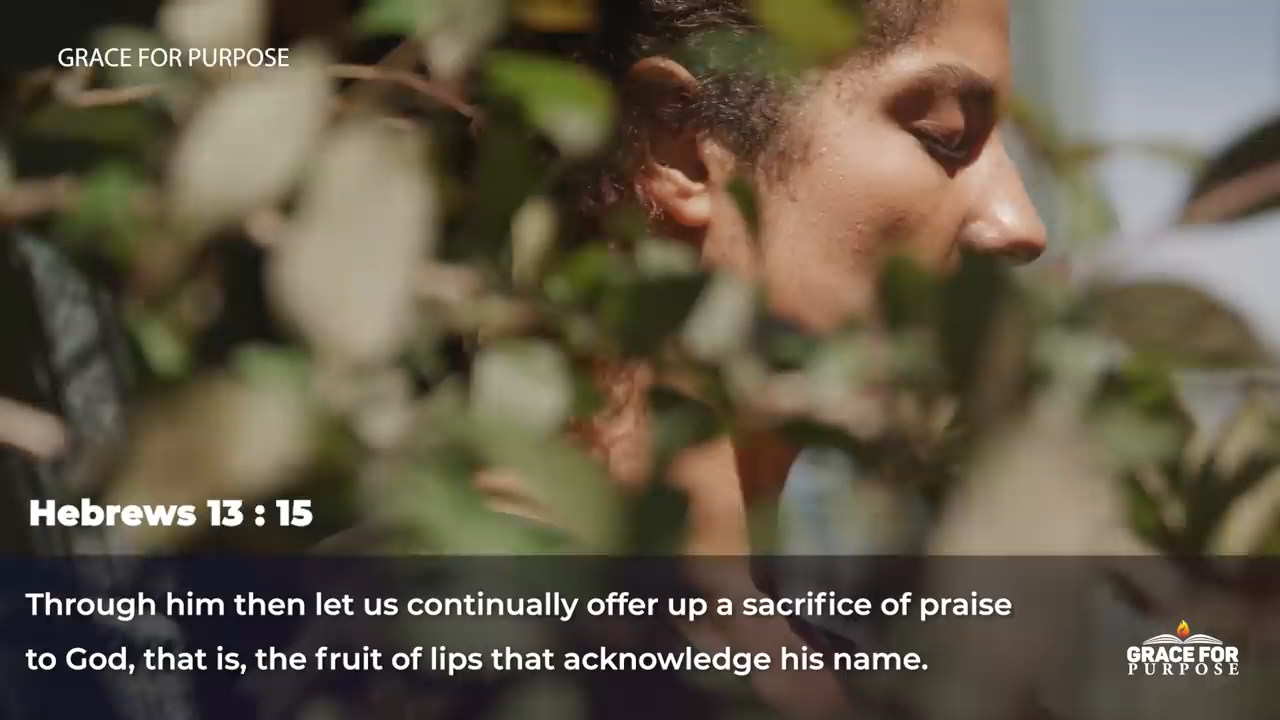 GRACE FOR PURPOSE
Hebrews 13 : 15
Through him then let us continually offer up a sacrifice of praise
to God, that is, the fruit of lips that acknowledge his name.
GRACE FOR
PURPOSE